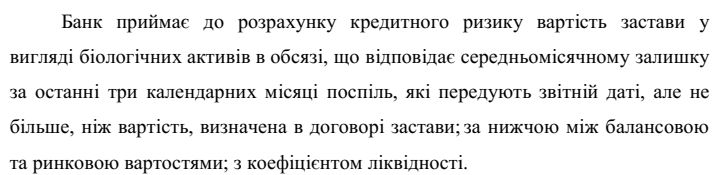 Банк приймає до розрахунку кредитного ризику вартість застави у
вигляді біологічних активів в обсязі, що відповідає середньомісячному залишку
за останні три календарних місяці поспіль, які передують звітній даті, але не
більше, ніж вартість, визначена в договорі застави; за нижчою між балансовою
та ринковою вартостями; з коефіцієнтом ліквідності.